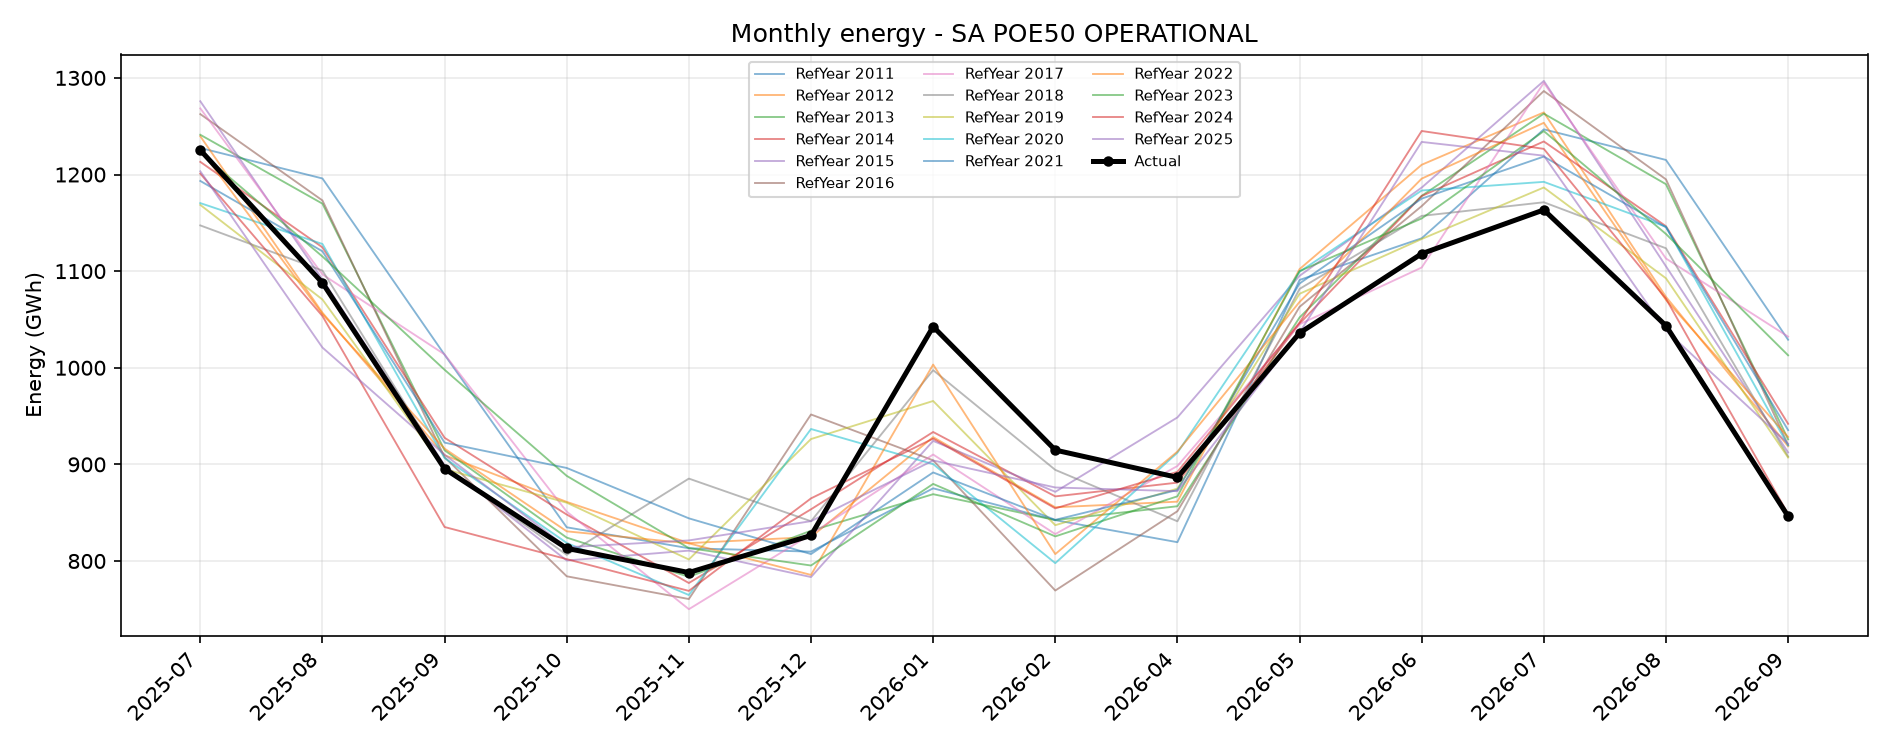 Monthly energy - SA POE50 OPERATIONAL
Energy (GWh)
1300
1200
1100
1000
900
800
RefYear 2011
RefYear 2012
RefYear 2013
RefYear 2014
RefYear 2015
RefYear 2016
RefYear 2017
RefYear 2018
RefYear 2019
RefYear 2020
RefYear 2021
RefYear 2022
RefYear 2023
RefYear 2024
RefYear 2025
Actual
2025-07
2025-08
2025-09
2025-10
2025-11
2025-12
2026-01
2026-02
2026-04
2026-05
2026-06
2026-07
2026-08
2026-09